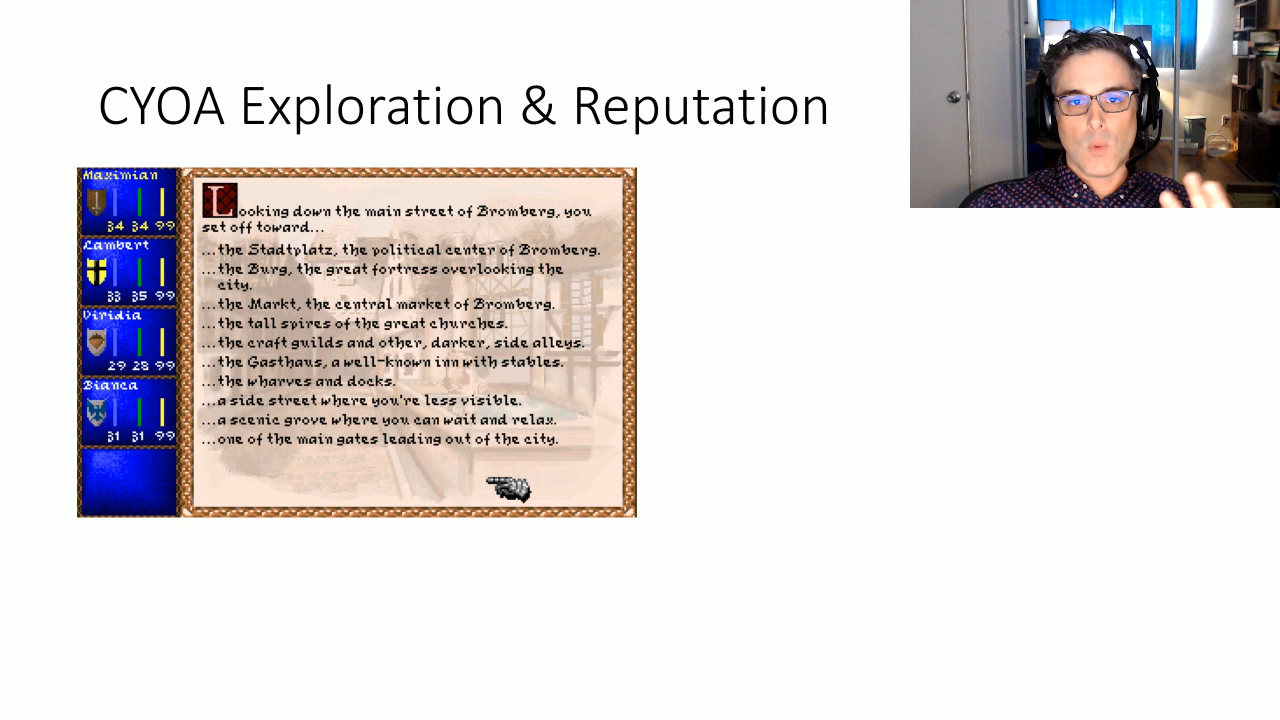 CYOA Exploration & Reputation
Maximian
34 34 99
Lambert
33 35 99
Viridia
29 28 99
Bianca
31 31 99
Looking down the main street of Bromberg, you
set off toward...
...the Stadtplatz, the political center of Bromberg.
...the Burg, the great fortress overlooking the
city.
...the Markt, the central market of Bromberg.
...the tall spires of the great churches.
...the craft guilds and other, darker, side alleys.
...the Gasthaus, a well-known inn with stables.
...the wharves and docks.
...a side street where you're less visible.
...a scenic grove where you can wait and relax.
...one of the main gates leading out of the city.